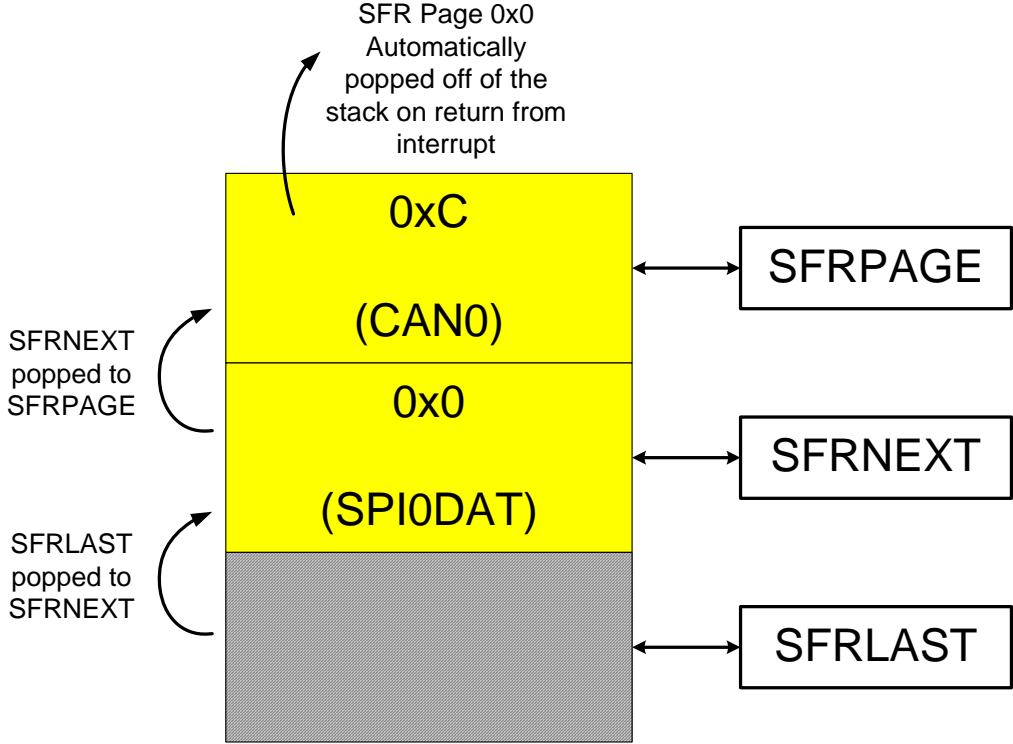 SFR Page 0x0
Automatically
popped off of the
stack on return from
interrupt
0xC
(CAN0)
SFRPAGE
SFRNEXT
popped to
SFRPAGE
0x0
(SPI0DAT)
SFRNEXT
SFRLAST
popped to
SFRNEXT
SFRLAST